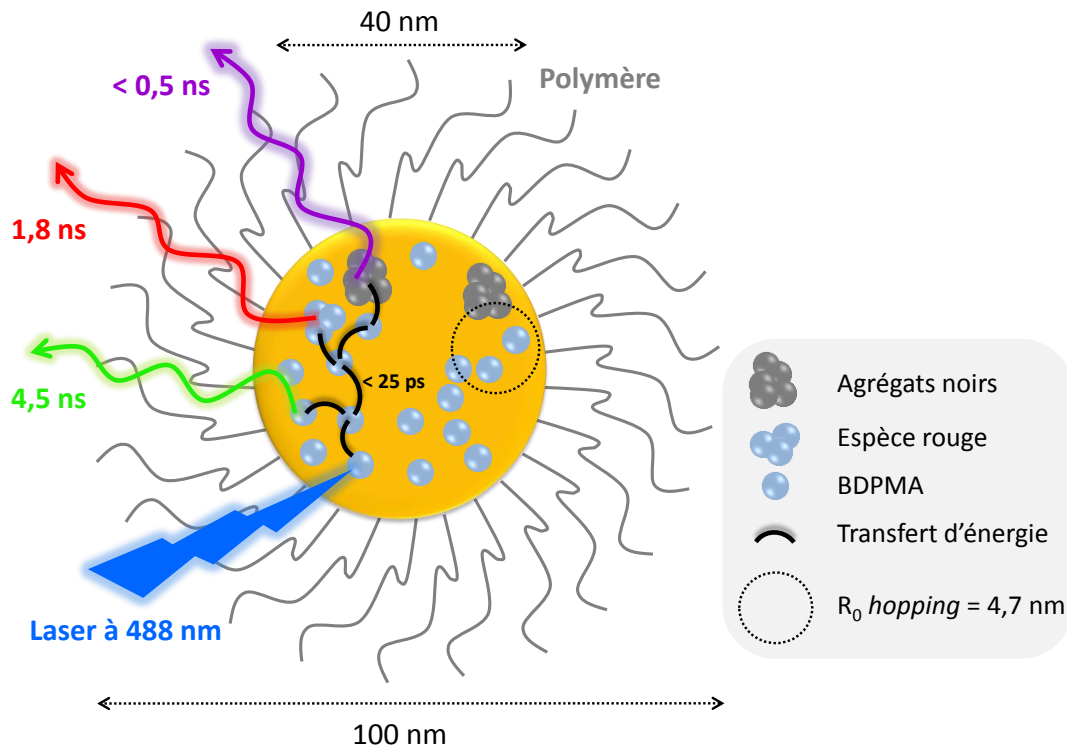 40 nm
Polymère
< 0,5 ns
1,8 ns
4,5 ns
< 25 ps
Laser à 488 nm
100 nm
Agrégats noirs
Espèce rouge
BDPMA
Transfert d'énergie
R₀ hopping = 4,7 nm